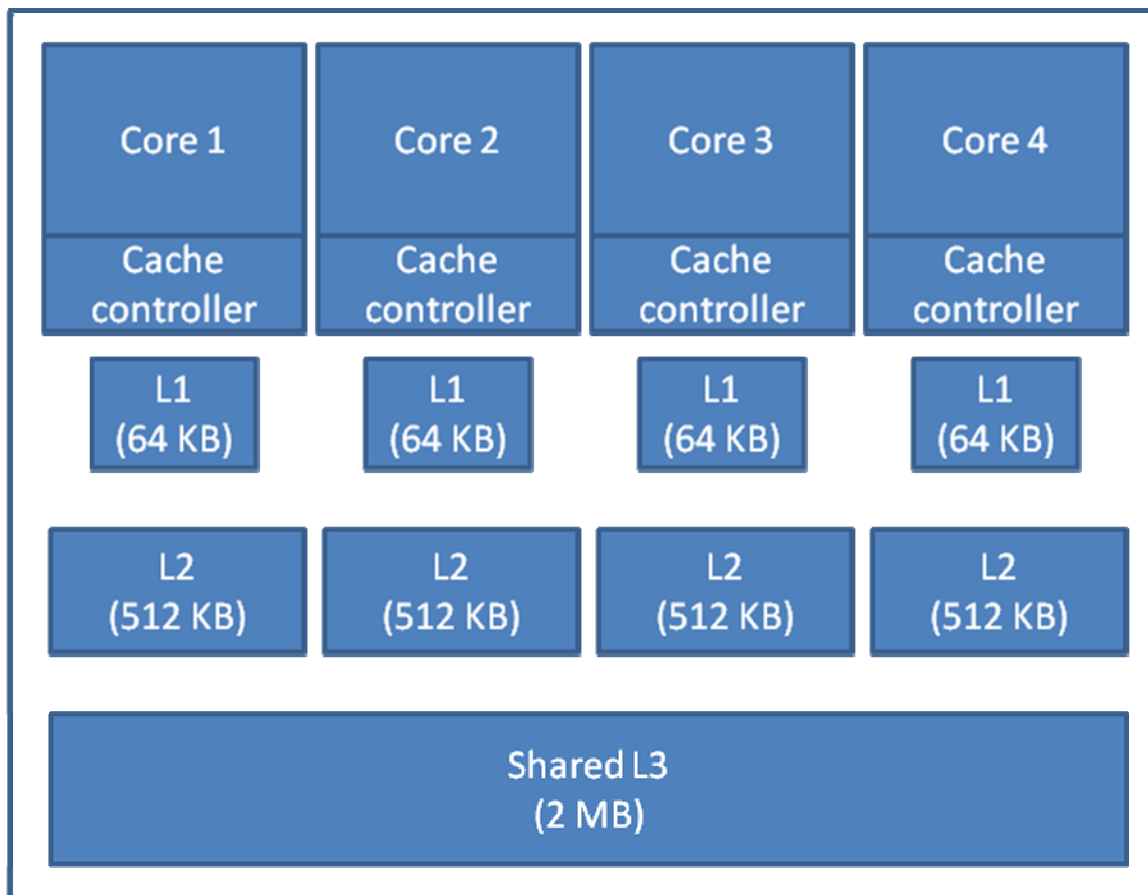 Core 1
Core 2
Core 3
Core 4
Cache
controller
Cache
controller
Cache
controller
Cache
controller
L1
(64 KB)
L1
(64 KB)
L1
(64 KB)
L1
(64 KB)
L2
(512 KB)
L2
(512 KB)
L2
(512 KB)
L2
(512 KB)
Shared L3
(2 MB)